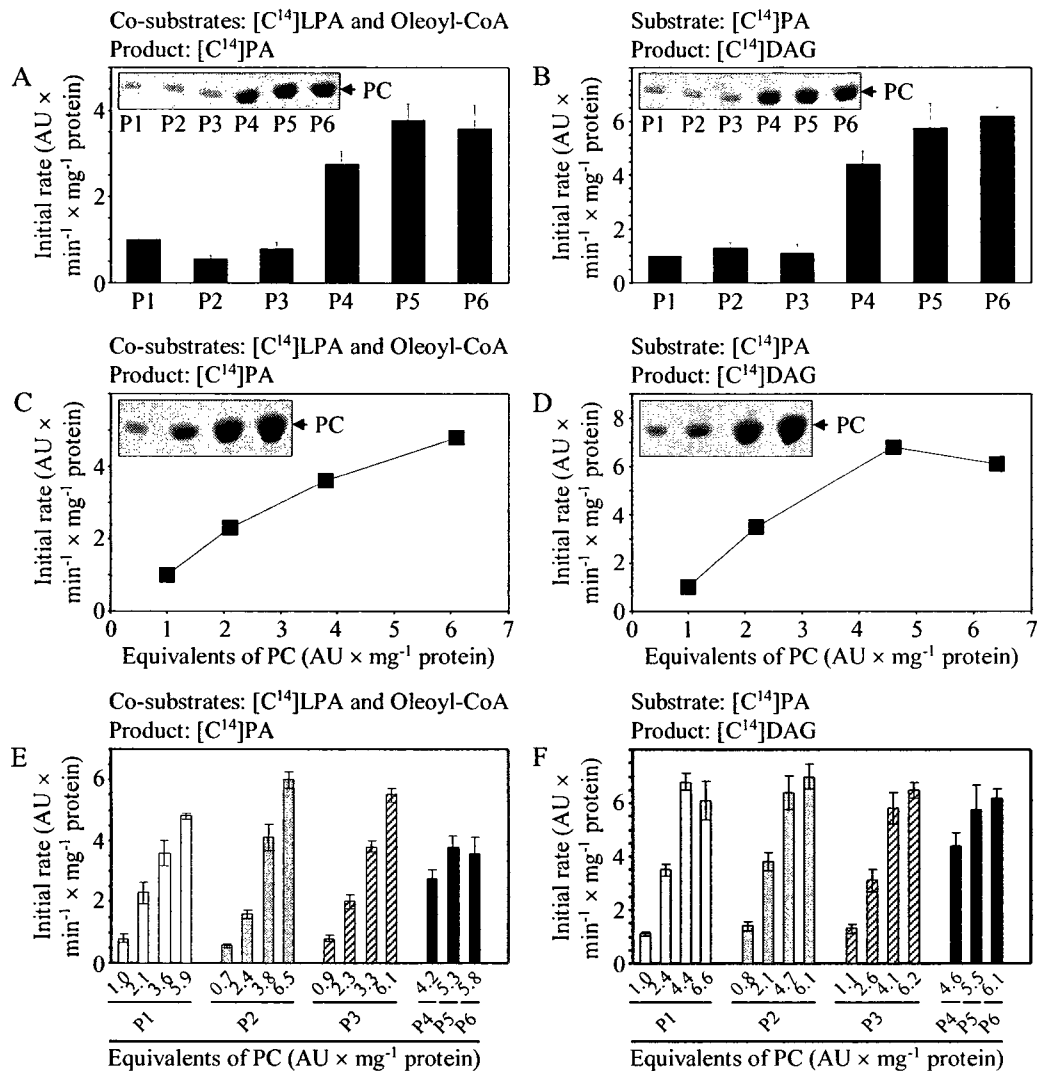 Co-substrates: [C¹⁴]LPA and Oleoyl-CoA
Product: [C¹⁴]PA
A
Initial rate (AU ×
min⁻¹ × mg⁻¹ protein)
4
2
0
PC
P1 P2 P3 P4 P5 P6
P1 P2 P3 P4 P5 P6
Substrate: [C¹⁴]PA
Product: [C¹⁴]DAG
B
Initial rate (AU ×
min⁻¹ × mg⁻¹ protein)
6
4
2
0
PC
P1 P2 P3 P4 P5 P6
P1 P2 P3 P4 P5 P6
Co-substrates: [C¹⁴]LPA and Oleoyl-CoA
Product: [C¹⁴]PA
C
Initial rate (AU ×
min⁻¹ × mg⁻¹ protein)
4
2
0
PC
0 1 2 3 4 5 6 7
Equivalents of PC (AU × mg⁻¹ protein)
Substrate: [C¹⁴]PA
Product: [C¹⁴]DAG
D
Initial rate (AU ×
min⁻¹ × mg⁻¹ protein)
8
6
4
2
0
PC
0 1 2 3 4 5 6 7
Equivalents of PC (AU × mg⁻¹ protein)
Co-substrates: [C¹⁴]LPA and Oleoyl-CoA
Product: [C¹⁴]PA
E
Initial rate (AU ×
min⁻¹ × mg⁻¹ protein)
6
4
2
0
1.0 2.1 3.6 5.9 0.7 2.4 3.8 6.5 0.9 2.3 3.2 6.1 4.2 5.3 5.8
P1 P2 P3 P4 P5 P6
Equivalents of PC (AU × mg⁻¹ protein)
Substrate: [C¹⁴]PA
Product: [C¹⁴]DAG
F
Initial rate (AU ×
min⁻¹ × mg⁻¹ protein)
6
4
2
0
1.0 2.4 4.4 6.6 0.8 2.1 4.7 6.1 1.1 2.6 4.1 6.2 4.6 5.5 6.1
P1 P2 P3 P4 P5 P6
Equivalents of PC (AU × mg⁻¹ protein)